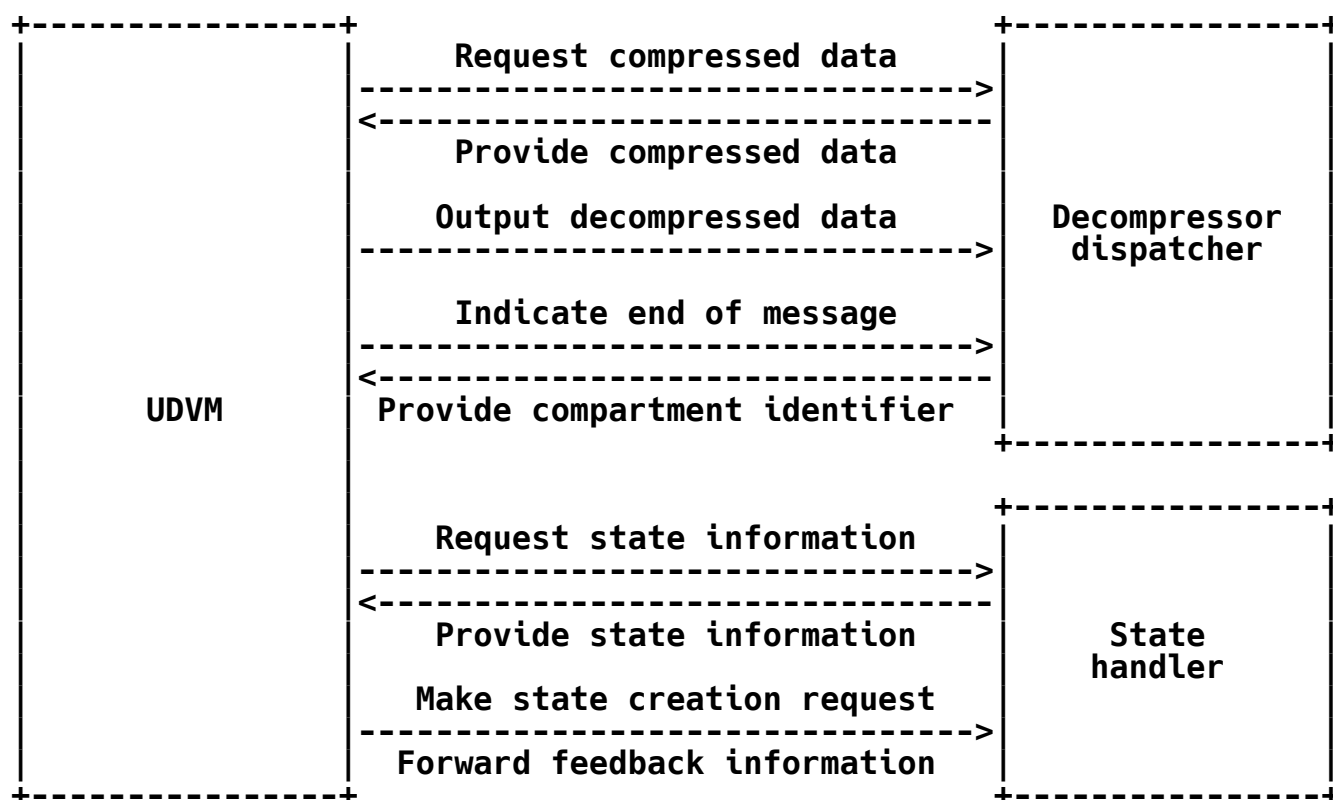 Request compressed data
Provide compressed data
Output decompressed data
Decompressor
dispatcher
Indicate end of message
UDVM
Provide compartment identifier
Request state information
Provide state information
State
handler
Make state creation request
Forward feedback information